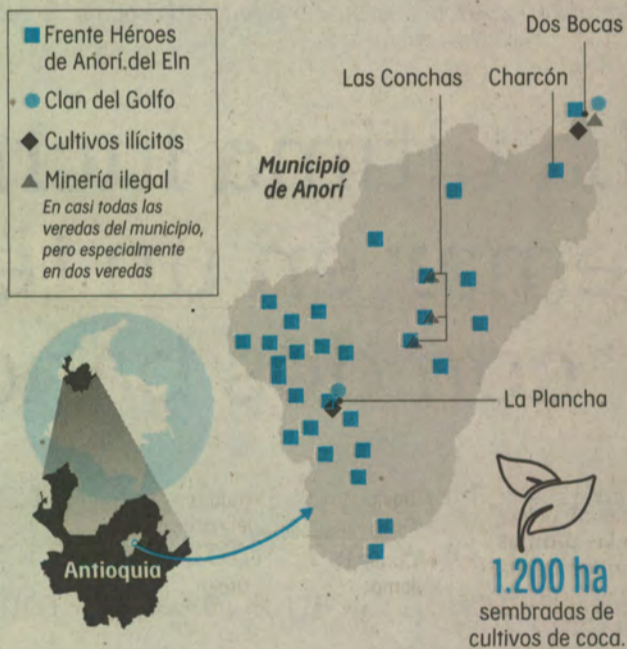 Frente Héroes
de Anorí.del Eln
Clan del Golfo
Cultivos ilícitos
Minería ilegal
En casi todas las
veredas del municipio,
pero especialmente
en dos veredas
Dos Bocas
Las Conchas
Charcón
Municipio
de Anorí
La Plancha
Antioquia
1.200 ha
sembradas de
cultivos de coca.